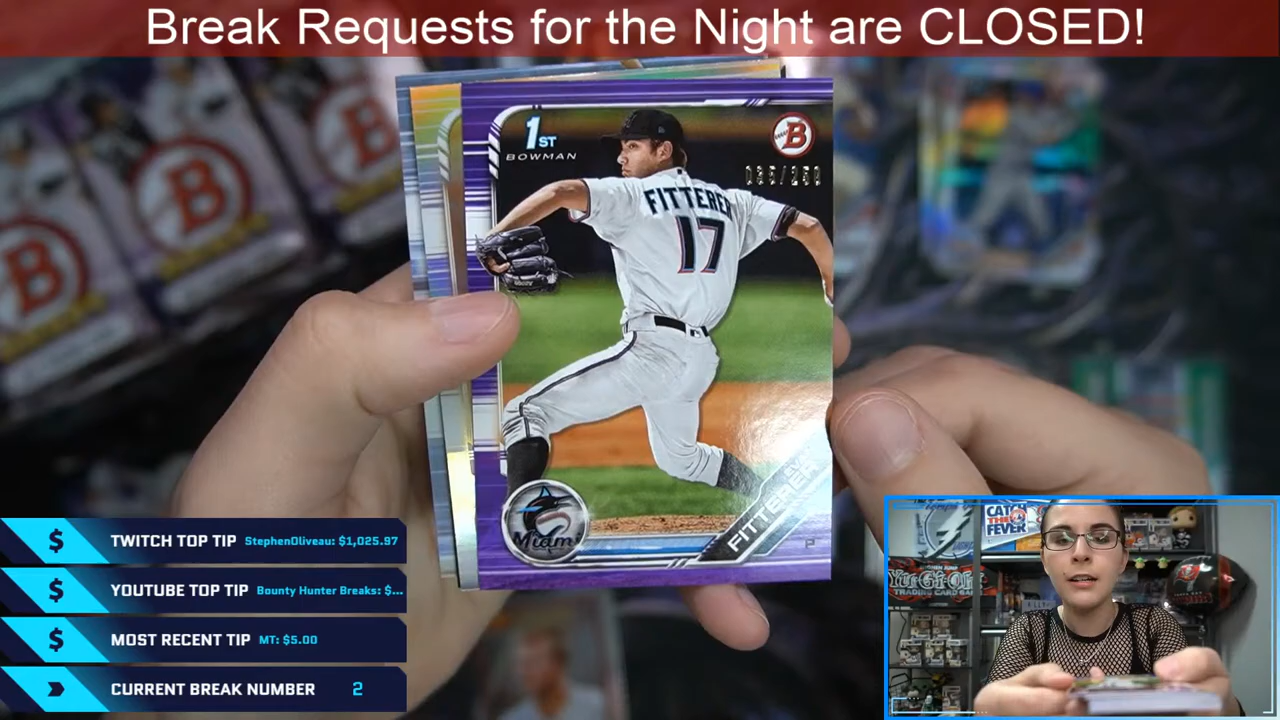 Break Requests for the Night are CLOSED!
1ST
BOWMAN
B
FITTERER
17
Miami
FITTERER
P
B
B
B
CATCH
THE
FEVER
Yu-Gi-Oh!
TRADING CARD GAME
TWITCH TOP TIP StephenOliveau: $1,025.97
YOUTUBE TOP TIP Bounty Hunter Breaks: $...
MOST RECENT TIP MT: $5.00
CURRENT BREAK NUMBER 2